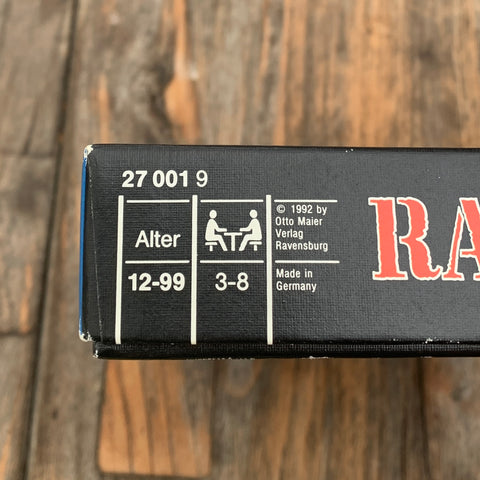 27 001 9
Alter
12-99
3-8
© 1992 by
Otto Maier
Verlag
Ravensburg
Made in
Germany
RA